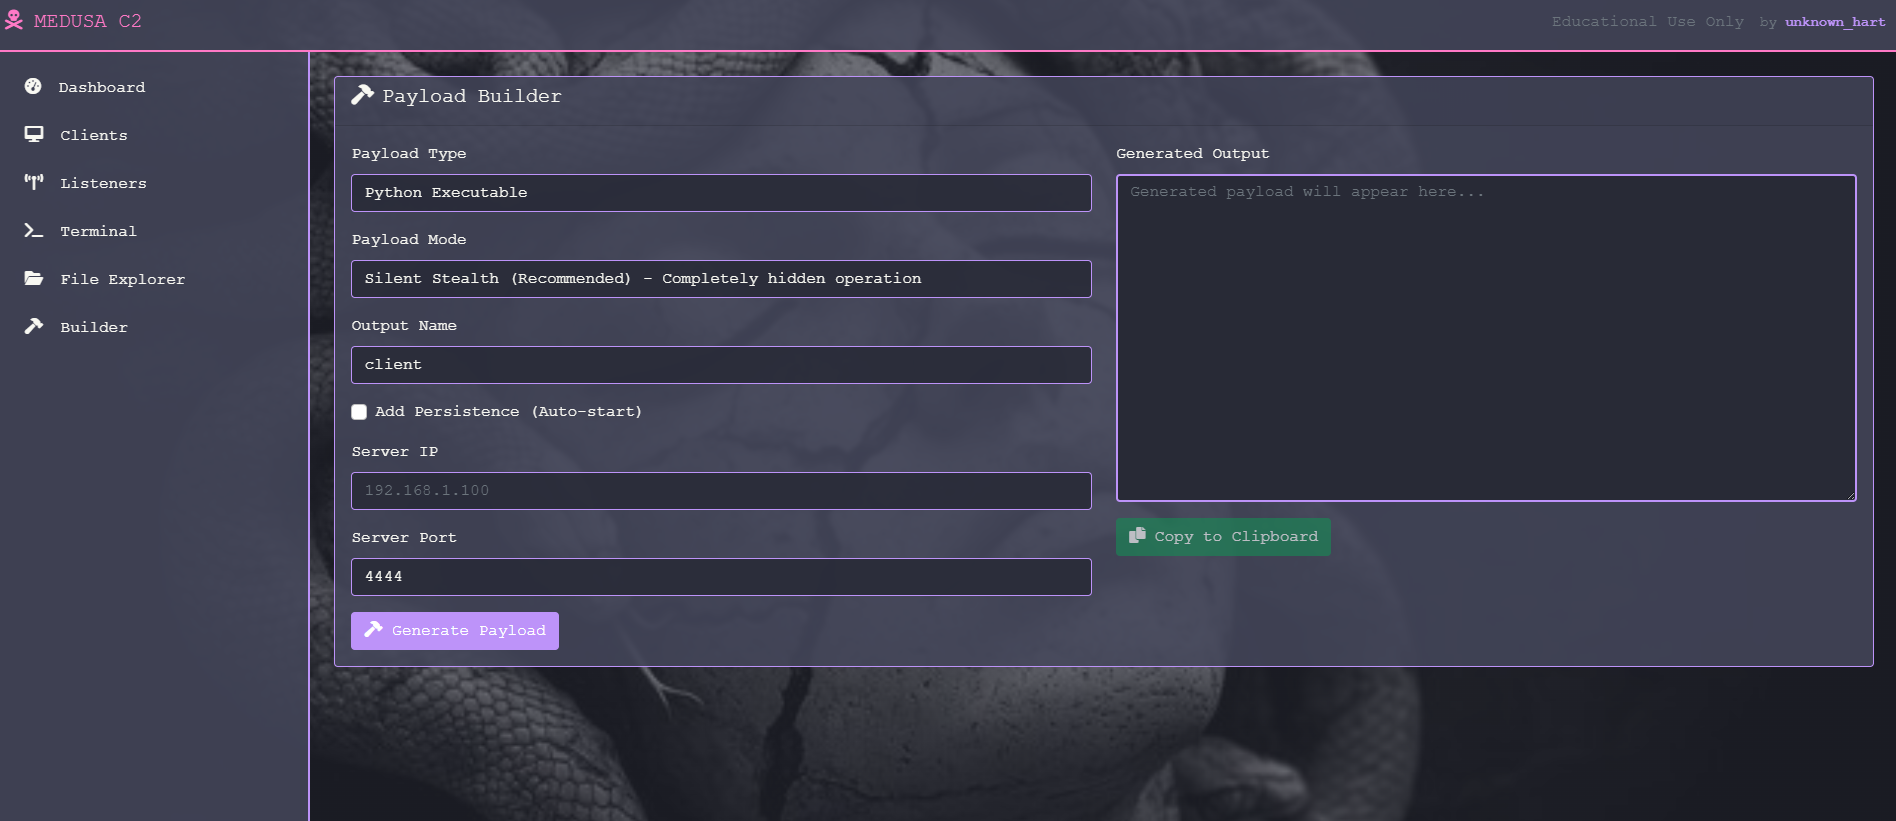 MEDUSA C2
Educational Use Only by unknown_hart
Dashboard
Clients
Listeners
Terminal
File Explorer
Builder
Payload Builder
Payload Type
Python Executable
Payload Mode
Silent Stealth (Recommended) - Completely hidden operation
Output Name
client
Add Persistence (Auto-start)
Server IP
192.168.1.100
Server Port
4444
Generate Payload
Generated Output
Generated payload will appear here...
Copy to Clipboard